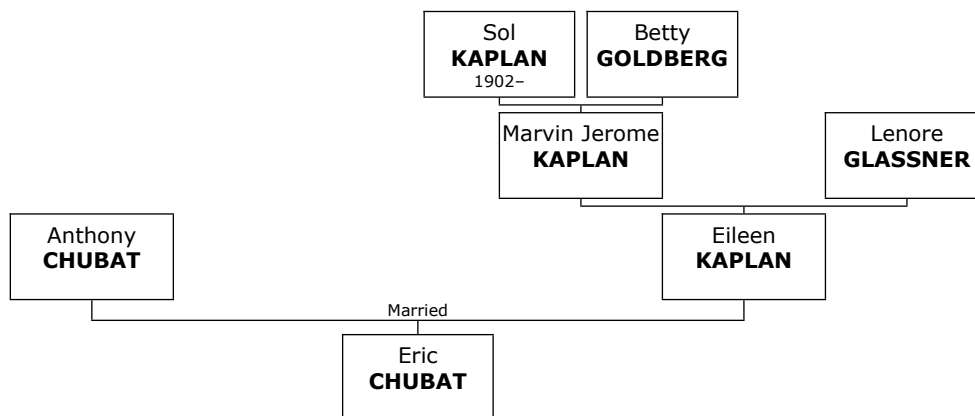 Sol
KAPLAN
1902–
Betty
GOLDBERG
Marvin Jerome
KAPLAN
Lenore
GLASSNER
Anthony
CHUBAT
Eileen
KAPLAN
Married
Eric
CHUBAT